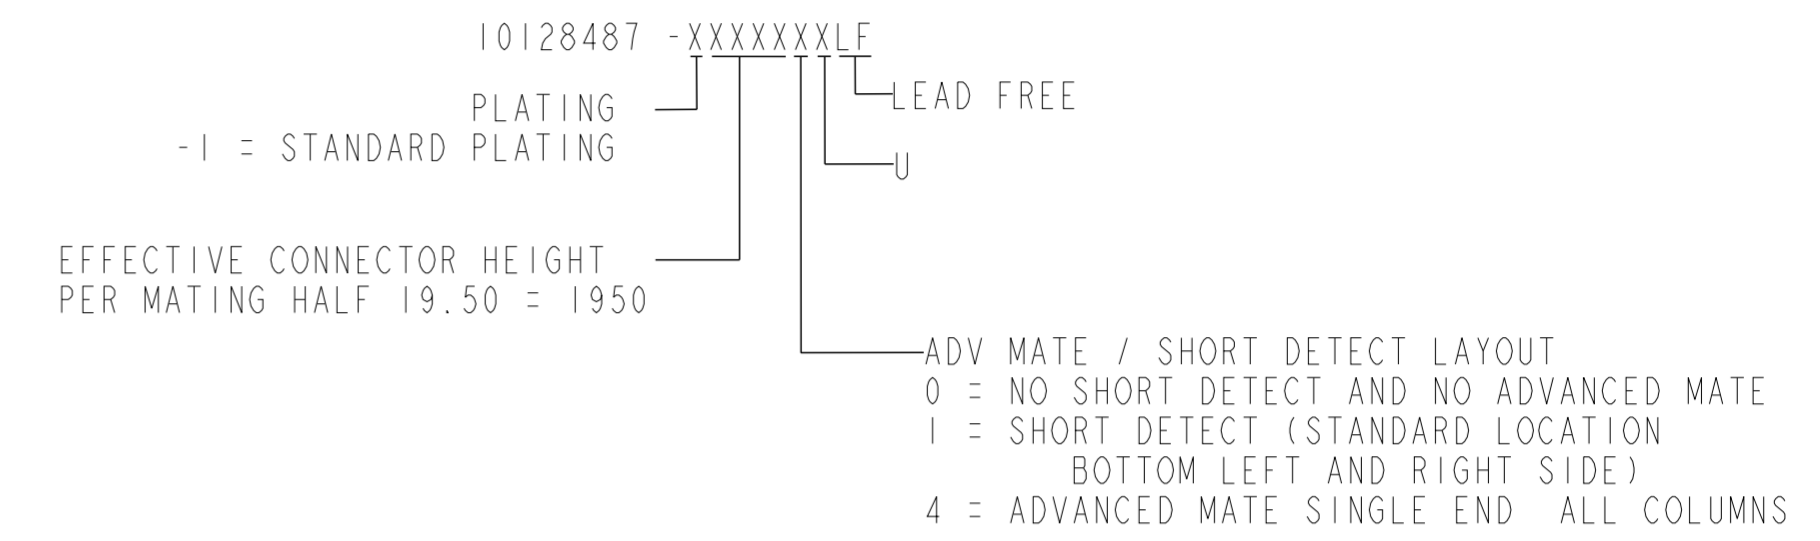 10128487 -XXXXXXXLF
LEAD FREE
PLATING
-1 = STANDARD PLATING
U
EFFECTIVE CONNECTOR HEIGHT
PER MATING HALF 19.50 = 1950
ADV MATE / SHORT DETECT LAYOUT
0 = NO SHORT DETECT AND NO ADVANCED MATE
1 = SHORT DETECT (STANDARD LOCATION
BOTTOM LEFT AND RIGHT SIDE)
4 = ADVANCED MATE SINGLE END ALL COLUMNS